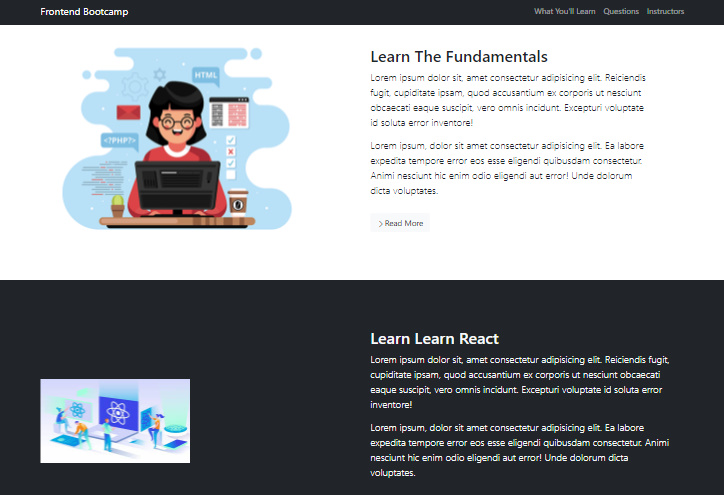 Frontend Bootcamp
What You'll Learn Questions Instructors
HTML
<?PHP>
Learn The Fundamentals
Lorem ipsum dolor sit, amet consectetur adipisicing elit. Reiciendis
fugit, cupiditate ipsam, quod accusantium ex corporis ut nesciunt
obcaecati eaque suscipit, vero omnis incidunt. Excepturi voluptate
id soluta error inventore!
Lorem ipsum, dolor sit amet consectetur adipisicing elit. Ea labore
expedita tempore error eos esse eligendi quibusdam consectetur.
Animi nesciunt hic enim odio eligendi aut error! Unde dolorum
dicta voluptates.
> Read More
Learn Learn React
Lorem ipsum dolor sit, amet consectetur adipisicing elit. Reiciendis fugit,
cupiditate ipsam, quod accusantium ex corporis ut nesciunt obcaecati
eaque suscipit, vero omnis incidunt. Excepturi voluptate id soluta error
inventore!
Lorem ipsum, dolor sit amet consectetur adipisicing elit. Ea labore
expedita tempore error eos esse eligendi quibusdam consectetur. Animi
nesciunt hic enim odio eligendi aut error! Unde dolorum dicta
voluptates.